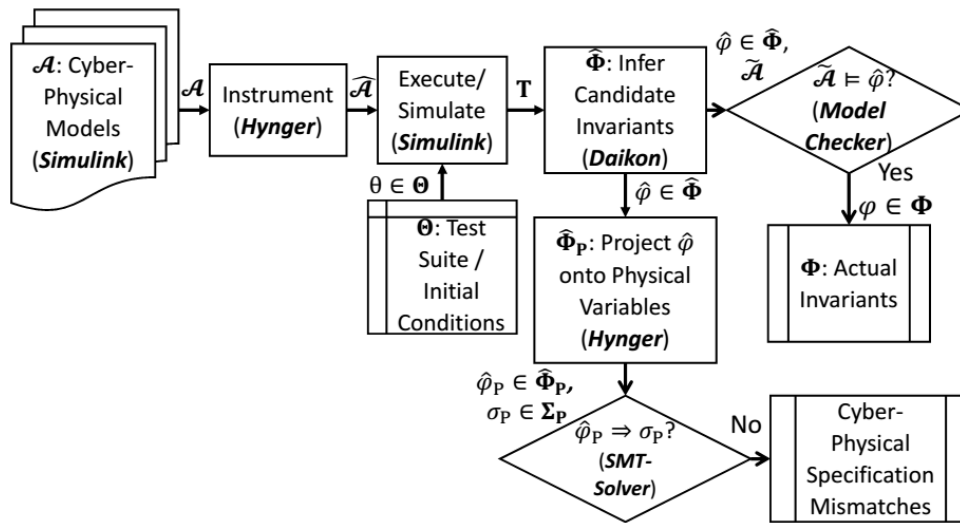 𝓐: Cyber-
Physical
Models
(Simulink)
𝓐
Instrument
(Hynger)
𝓐̂
Execute/
Simulate
(Simulink)
θ ∈ Θ
Θ: Test
Suite /
Initial
Conditions
T
Φ̂: Infer
Candidate
Invariants
(Daikon)
φ̂ ∈ Φ̂,
𝓐̃
𝓐̃ ⊨ φ̂?
(Model
Checker)
Yes
φ ∈ Φ
Φ: Actual
Invariants
φ̂ ∈ Φ̂
Φ̂P: Project φ̂
onto Physical
Variables
(Hynger)
φ̂P ∈ Φ̂P,
σP ∈ ΣP
φ̂P ⇒ σP?
(SMT-
Solver)
No
Cyber-
Physical
Specification
Mismatches